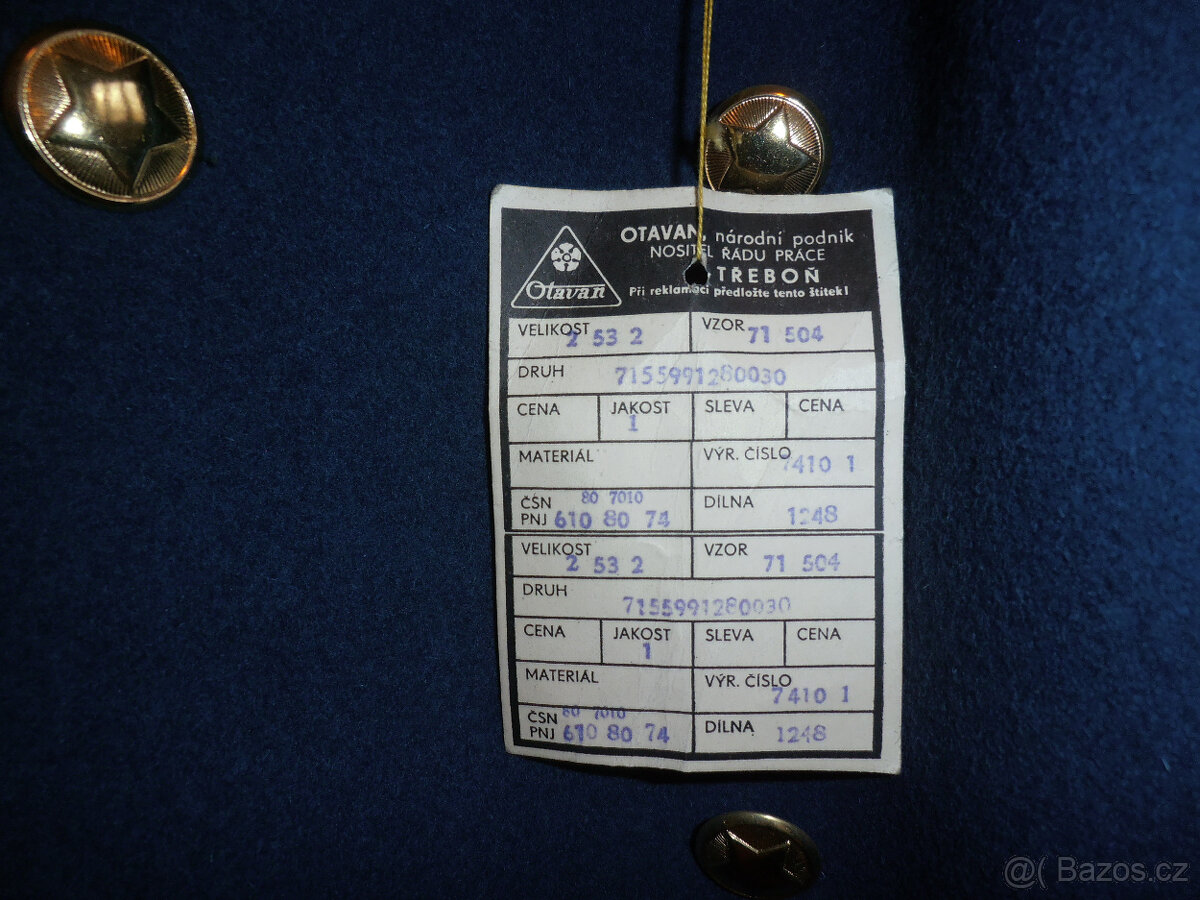 OTAVAN, národní podnik
NOSITEL ŘÁDU PRÁCE
TŘEBOŇ
Při reklamaci předložte tento štítek!
Otavan
VELIKOST 2 53 2 VZOR 71 504
DRUH 7155991280030
CENA JAKOST 1 SLEVA CENA
MATERIÁL VÝR. ČÍSLO 7410 1
ČSN 80 7010
PNJ 610 80 74 DÍLNA 1248
VELIKOST 2 53 2 VZOR 71 504
DRUH 7155991280030
CENA JAKOST 1 SLEVA CENA
MATERIÁL VÝR. ČÍSLO 7410 1
ČSN 80 7010
PNJ 610 80 74 DÍLNA 1248
@( Bazos.cz